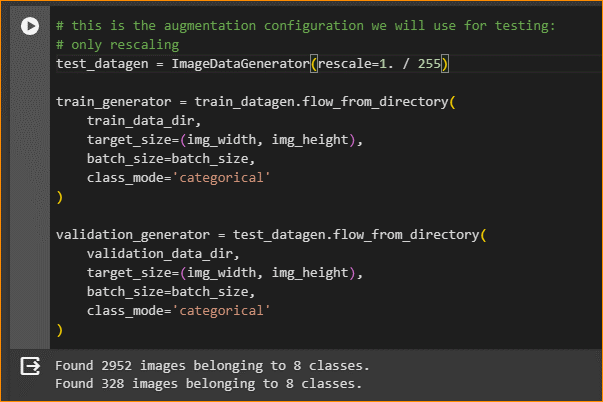 # this is the augmentation configuration we will use for testing:
# only rescaling
test_datagen = ImageDataGenerator(rescale=1. / 255)

train_generator = train_datagen.flow_from_directory(
    train_data_dir,
    target_size=(img_width, img_height),
    batch_size=batch_size,
    class_mode='categorical'
)

validation_generator = test_datagen.flow_from_directory(
    validation_data_dir,
    target_size=(img_width, img_height),
    batch_size=batch_size,
    class_mode='categorical'
)
Found 2952 images belonging to 8 classes.
Found 328 images belonging to 8 classes.